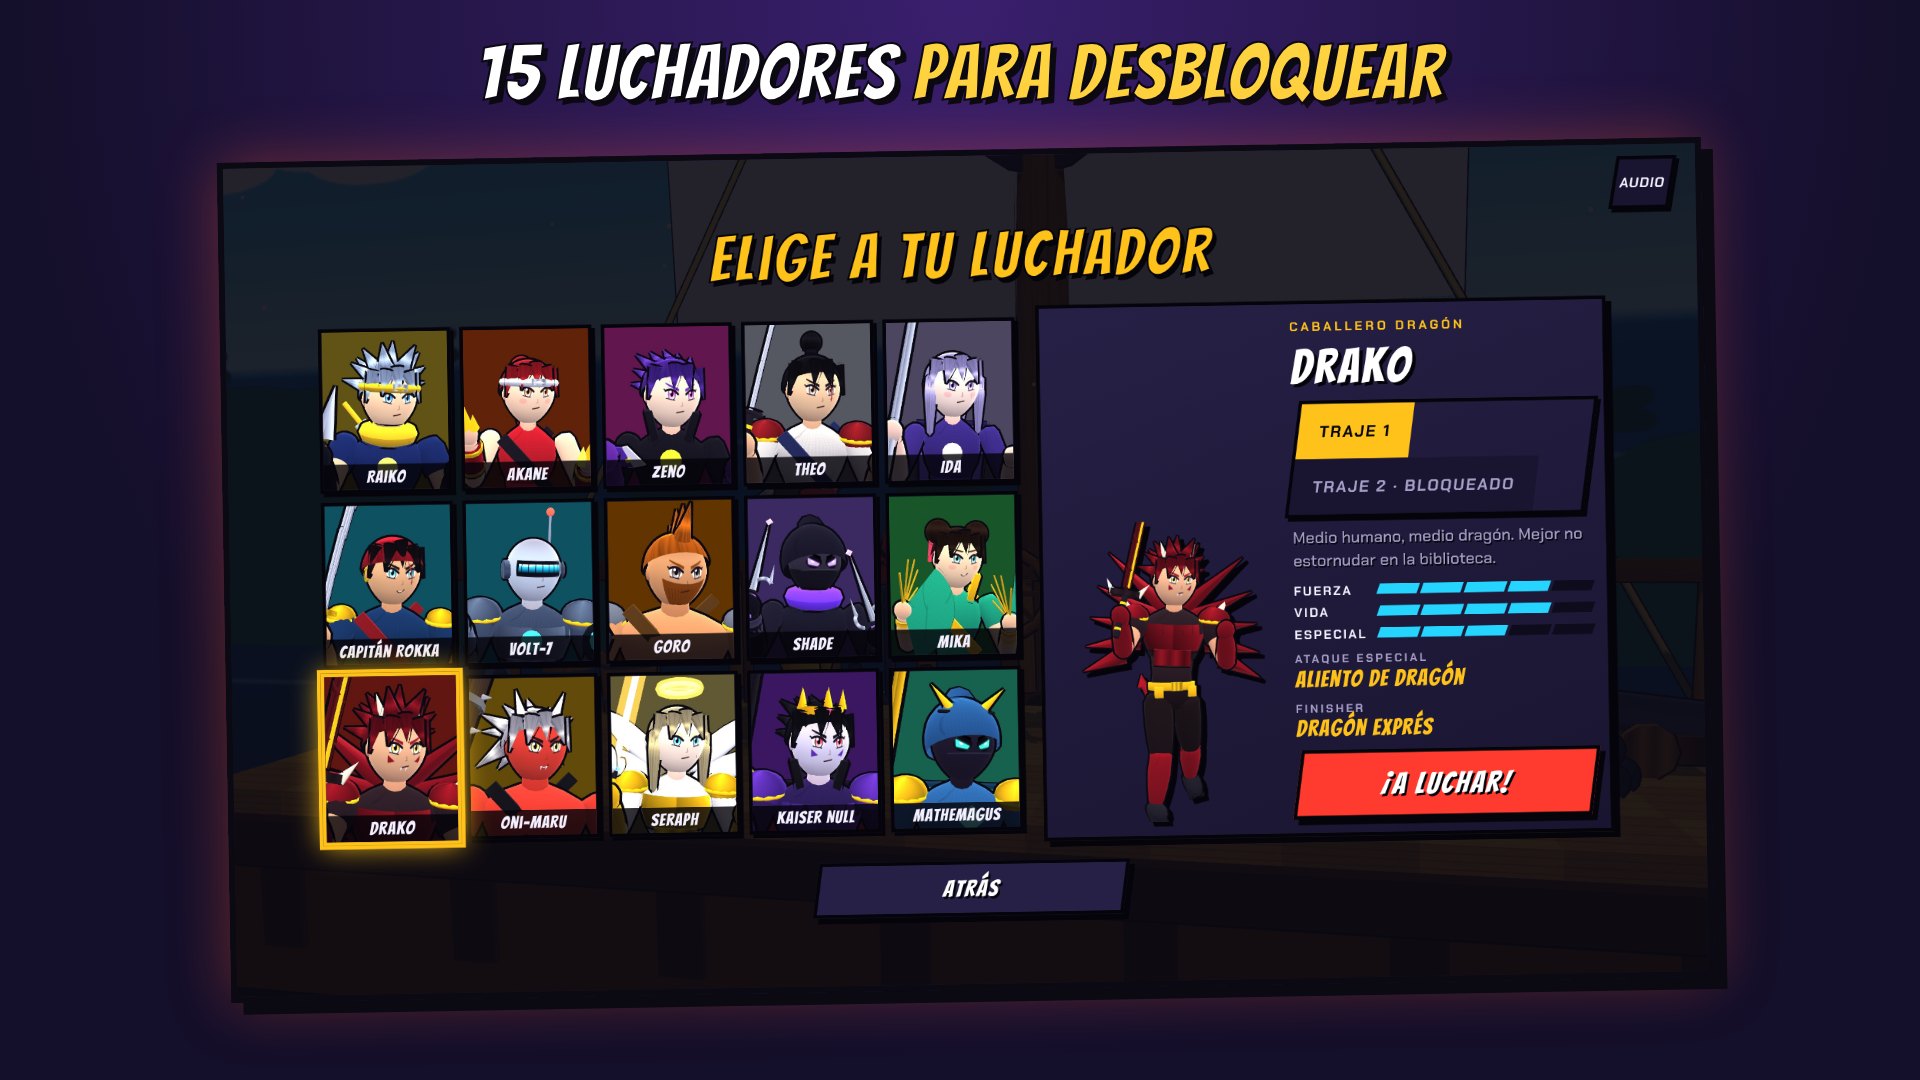 15 LUCHADORES PARA DESBLOQUEAR
AUDIO
ELIGE A TU LUCHADOR
RAIKO
AKANE
ZENO
THEO
IDA
CAPITÁN ROKKA
VOLT-7
GORO
SHADE
MIKA
DRAKO
ONI-MARU
SERAPH
KAISER NULL
MATHEMAGUS
CABALLERO DRAGÓN
DRAKO
TRAJE 1
TRAJE 2 · BLOQUEADO
Medio humano, medio dragón. Mejor no
estornudar en la biblioteca.
FUERZA
VIDA
ESPECIAL
ATAQUE ESPECIAL
ALIENTO DE DRAGÓN
FINISHER
DRAGÓN EXPRÉS
¡A LUCHAR!
ATRÁS